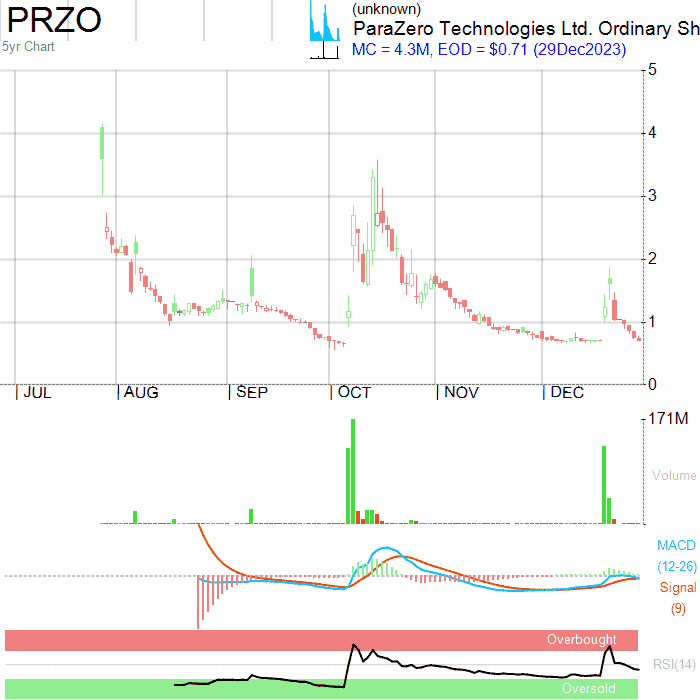 PRZO
5yr Chart
(unknown)
ParaZero Technologies Ltd. Ordinary Sh
MC = 4.3M, EOD = $0.71 (29Dec2023)
5
4
3
2
1
0
JUL AUG SEP OCT NOV DEC
171M
Volume
MACD
(12-26)
Signal
(9)
Overbought
RSI(14)
Oversold